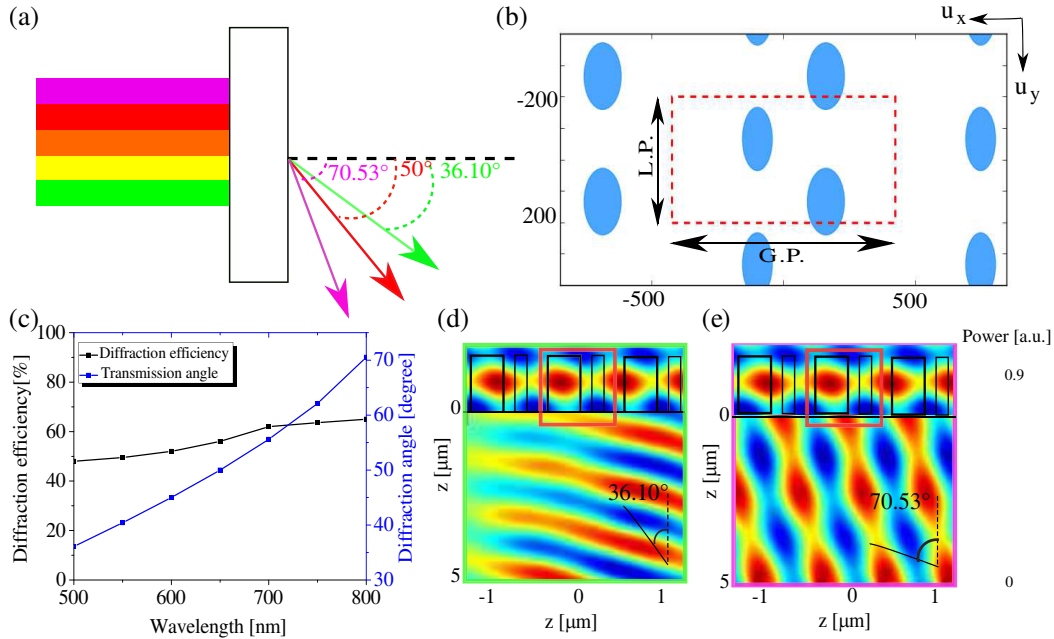 (a)
70.53°
50°
36.10°
(b)
u_x
u_y
-200
200
L.P.
G.P.
-500
500
(c)
100
80
60
40
20
0
Diffraction efficiency[%]
Diffraction efficiency
Transmission angle
70
60
50
40
30
Diffraction angle [degree]
500
600
700
800
Wavelength [nm]
(d)
0
5
z [µm]
36.10°
-1
0
1
z [µm]
(e)
0
5
z [µm]
70.53°
-1
0
1
z [µm]
Power [a.u.]
0.9
0